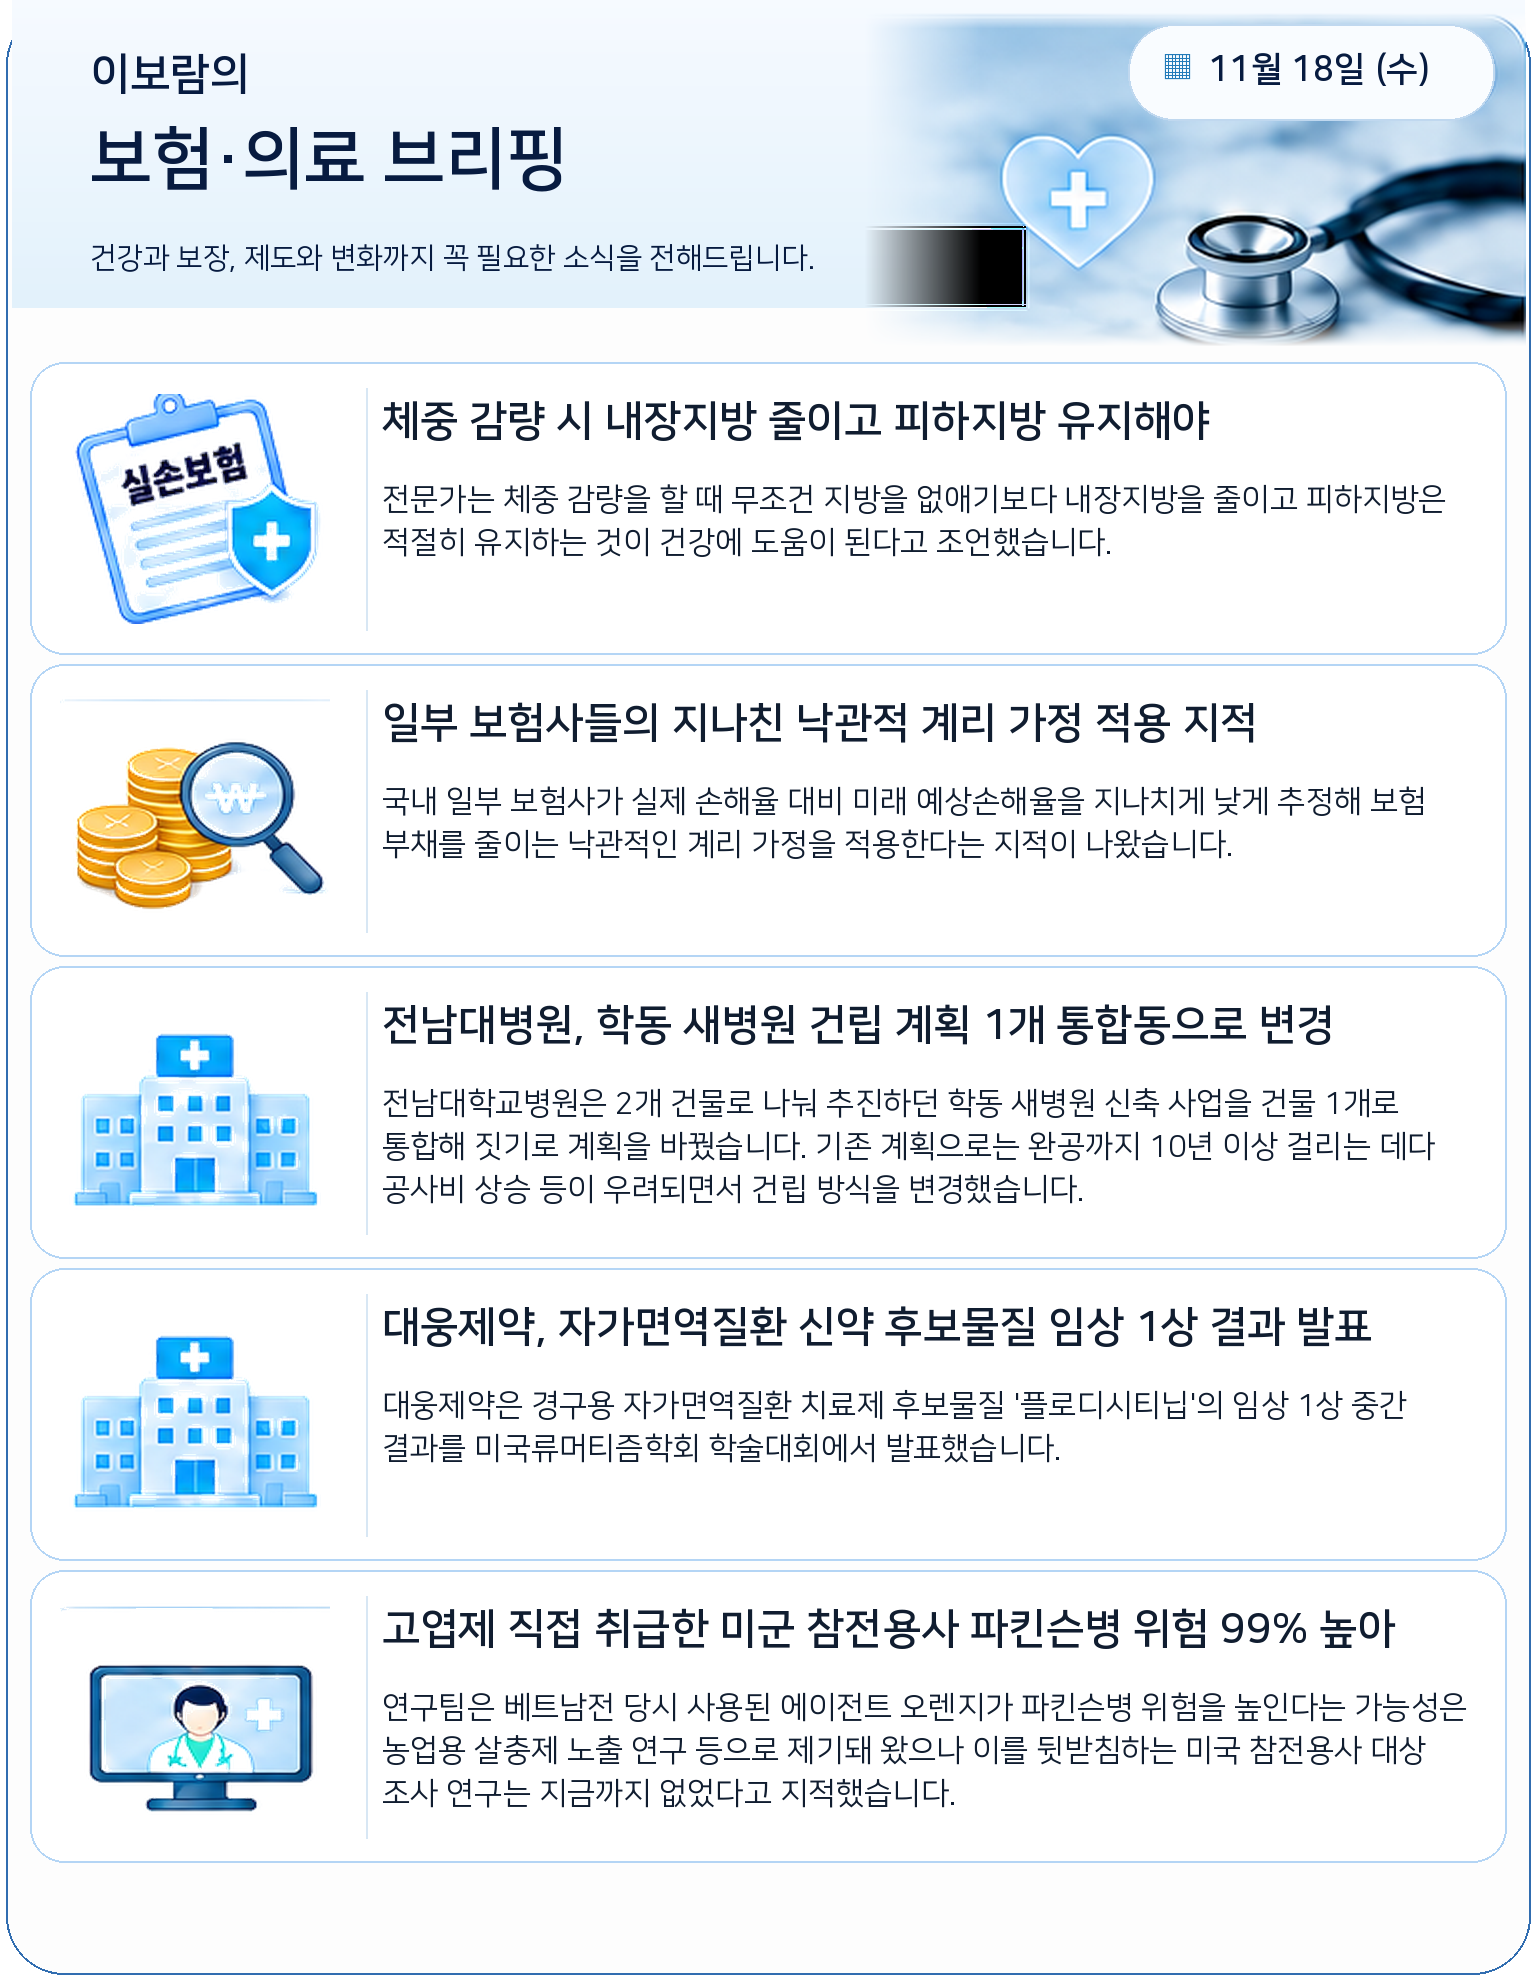 이보람의
보험·의료 브리핑
건강과 보장, 제도와 변화까지 꼭 필요한 소식을 전해드립니다.
11월 18일 (수)
실손보험
체중 감량 시 내장지방 줄이고 피하지방 유지해야
전문가는 체중 감량을 할 때 무조건 지방을 없애기보다 내장지방을 줄이고 피하지방은
적절히 유지하는 것이 건강에 도움이 된다고 조언했습니다.
₩
일부 보험사들의 지나친 낙관적 계리 가정 적용 지적
국내 일부 보험사가 실제 손해율 대비 미래 예상손해율을 지나치게 낮게 추정해 보험
부채를 줄이는 낙관적인 계리 가정을 적용한다는 지적이 나왔습니다.
전남대병원, 학동 새병원 건립 계획 1개 통합동으로 변경
전남대학교병원은 2개 건물로 나눠 추진하던 학동 새병원 신축 사업을 건물 1개로
통합해 짓기로 계획을 바꿨습니다. 기존 계획으로는 완공까지 10년 이상 걸리는 데다
공사비 상승 등이 우려되면서 건립 방식을 변경했습니다.
대웅제약, 자가면역질환 신약 후보물질 임상 1상 결과 발표
대웅제약은 경구용 자가면역질환 치료제 후보물질 '플로디시티닙'의 임상 1상 중간
결과를 미국류머티즘학회 학술대회에서 발표했습니다.
고엽제 직접 취급한 미군 참전용사 파킨슨병 위험 99% 높아
연구팀은 베트남전 당시 사용된 에이전트 오렌지가 파킨슨병 위험을 높인다는 가능성은
농업용 살충제 노출 연구 등으로 제기돼 왔으나 이를 뒷받침하는 미국 참전용사 대상
조사 연구는 지금까지 없었다고 지적했습니다.